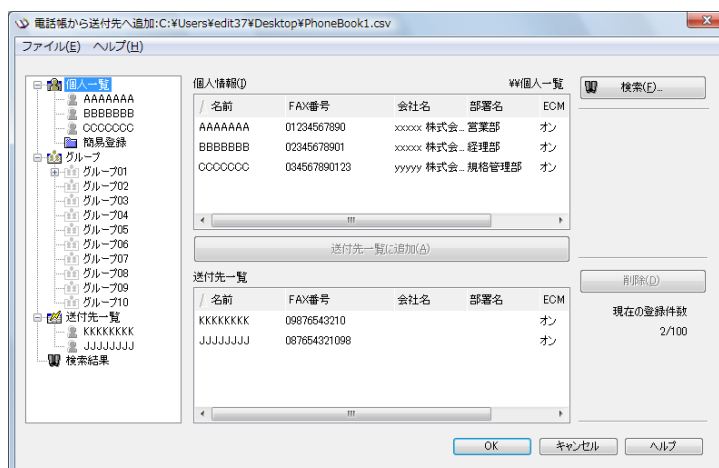 電話帳から送付先へ追加:C:¥Users¥edit37¥Desktop¥PhoneBook1.csv
ファイル(E) ヘルプ(H)
個人一覧
AAAAAAA
BBBBBBB
CCCCCCC
簡易登録
グループ
グループ01
グループ02
グループ03
グループ04
グループ05
グループ06
グループ07
グループ08
グループ09
グループ10
送付先一覧
KKKKKKKK
JJJJJJJJ
検索結果
個人情報(I) ¥¥個人一覧
/ 名前 FAX番号 会社名 部署名 ECM
AAAAAAA 01234567890 xxxxx 株式会... 営業部 オン
BBBBBBB 02345678901 xxxxx 株式会... 経理部 オン
CCCCCCC 034567890123 yyyyy 株式会... 規格管理部 オン
送付先一覧に追加(A)
送付先一覧
/ 名前 FAX番号 会社名 部署名 ECM
KKKKKKKK 09876543210 オン
JJJJJJJJ 087654321098 オン
検索(F)...
削除(D)
現在の登録件数
2/100
OK キャンセル ヘルプ